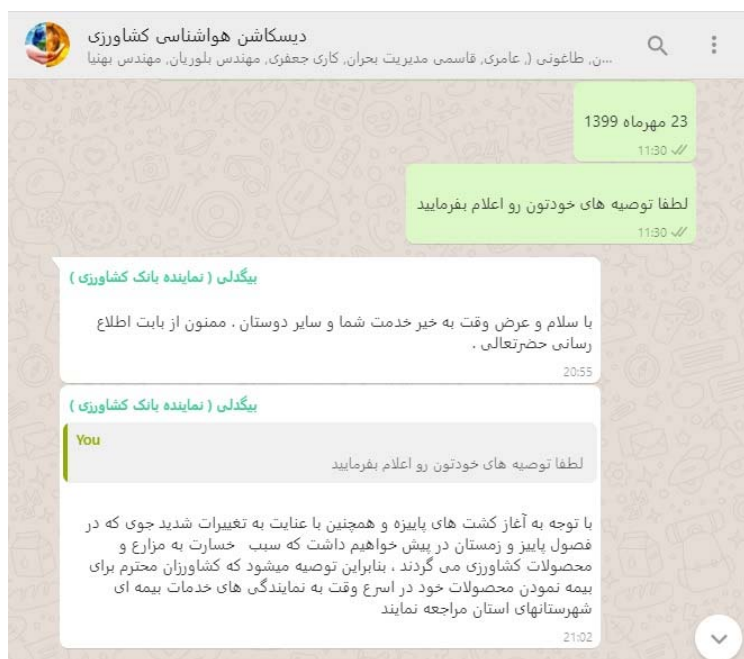 دیسکاشن هواشناسی کشاورزی
...ن, طاغونی (, عامری, قاسمی مدیریت بحران, کاری جعفری, مهندس بلوریان, مهندس بهنیا
23 مهرماه 1399
11:30
لطفا توصیه های خودتون رو اعلام بفرمایید
11:30
بیگدلی ( نماینده بانک کشاورزی )
با سلام و عرض وقت به خیر خدمت شما و سایر دوستان . ممنون از بابت اطلاع
رسانی حضرتعالی .
20:55
بیگدلی ( نماینده بانک کشاورزی )
You
لطفا توصیه های خودتون رو اعلام بفرمایید
با توجه به آغاز کشت های پاییزه و همچنین با عنایت به تغییرات شدید جوی که در
فصول پاییز و زمستان در پیش خواهیم داشت که سبب خسارت به مزارع و
محصولات کشاورزی می گردند ، بنابراین توصیه میشود که کشاورزان محترم برای
بیمه نمودن محصولات خود در اسرع وقت به نمایندگی های خدمات بیمه ای
شهرستانهای استان مراجعه نمایند
21:02